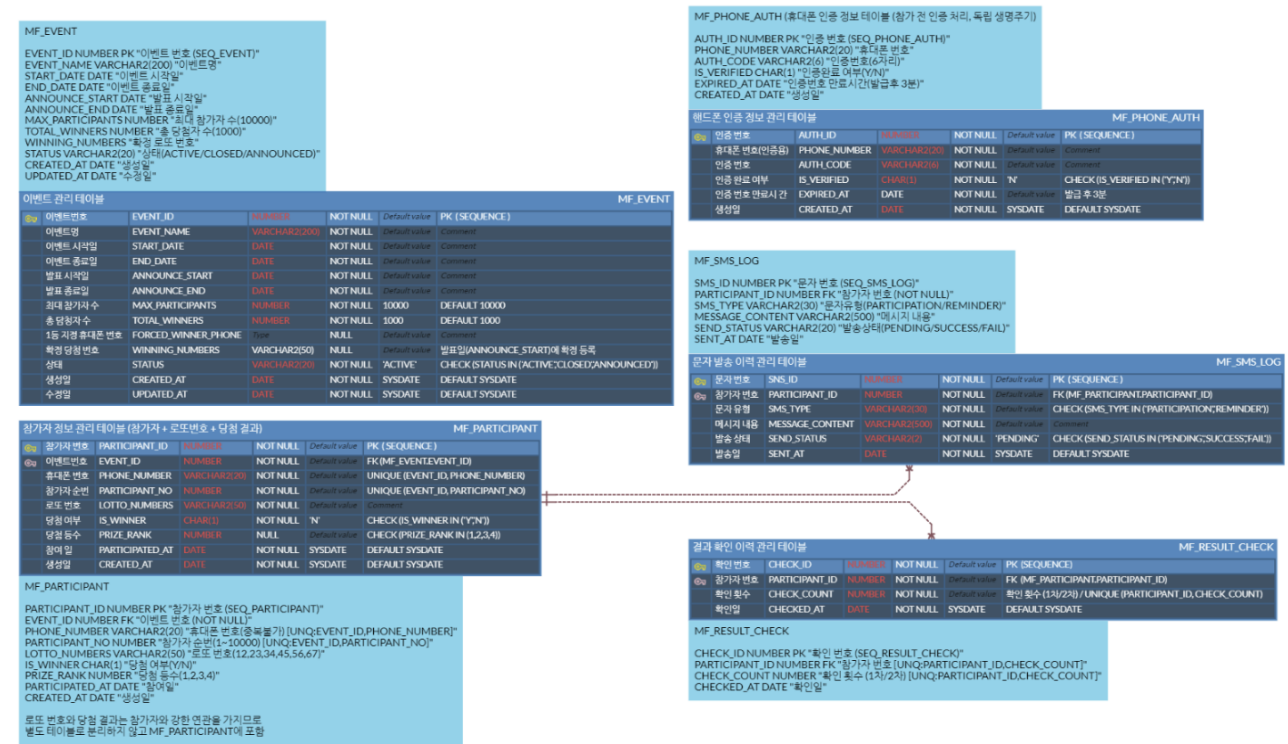 MF_EVENT
EVENT_ID NUMBER PK "이벤트 번호 (SEQ_EVENT)"
EVENT_NAME VARCHAR2(200) "이벤트명"
START_DATE DATE "이벤트 시작일"
END_DATE DATE "이벤트 종료일"
ANNOUNCE_START DATE "발표 시작일"
ANNOUNCE_END DATE "발표 종료일"
MAX_PARTICIPANTS NUMBER "최대 참가자 수(10000)"
TOTAL_WINNERS NUMBER "총 당첨자 수(1000)"
WINNING_NUMBERS "확정 로또 번호"
STATUS VARCHAR2(20) "상태(ACTIVE/CLOSED/ANNOUNCED)"
CREATED_AT DATE "생성일"
UPDATED_AT DATE "수정일"
이벤트 관리 테이블 MF_EVENT
이벤트번호 EVENT_ID NUMBER NOT NULL Default value PK ( SEQUENCE )
이벤트명 EVENT_NAME VARCHAR2(200) NOT NULL Default value Comment
이벤트 시작일 START_DATE DATE NOT NULL Default value Comment
이벤트 종료일 END_DATE DATE NOT NULL Default value Comment
발표 시작일 ANNOUNCE_START DATE NOT NULL Default value Comment
발표 종료일 ANNOUNCE_END DATE NOT NULL Default value Comment
최대 참가자 수 MAX_PARTICIPANTS NUMBER NOT NULL 10000 DEFAULT 10000
총 당첨자 수 TOTAL_WINNERS NUMBER NOT NULL 1000 DEFAULT 1000
1등 지정 휴대폰 번호 FORCED_WINNER_PHONE Type NULL Default value Comment
확정 당첨 번호 WINNING_NUMBERS VARCHAR2(50) NULL Default value 발표일(ANNOUNCE_START)에 확정 등록
상태 STATUS VARCHAR2(20) NOT NULL 'ACTIVE' CHECK (STATUS IN ('ACTIVE','CLOSED','ANNOUNCED'))
생성일 CREATED_AT DATE NOT NULL SYSDATE DEFAULT SYSDATE
수정일 UPDATED_AT DATE NOT NULL SYSDATE DEFAULT SYSDATE
참가자 정보 관리 테이블 (참가자 + 로또번호 + 당첨 결과) MF_PARTICIPANT
참가자 번호 PARTICIPANT_ID NUMBER NOT NULL Default value PK ( SEQUENCE )
이벤트번호 EVENT_ID NUMBER NOT NULL Default value FK (MF_EVENT.EVENT_ID)
휴대폰 번호 PHONE_NUMBER VARCHAR2(20) NOT NULL Default value UNIQUE (EVENT_ID, PHONE_NUMBER)
참가자 순번 PARTICIPANT_NO NUMBER NOT NULL Default value UNIQUE (EVENT_ID, PARTICIPANT_NO)
로또 번호 LOTTO_NUMBERS VARCHAR2(50) NOT NULL Default value Comment
당첨 여부 IS_WINNER CHAR(1) NOT NULL 'N' CHECK (IS_WINNER IN ('Y','N'))
당첨 등수 PRIZE_RANK NUMBER NULL Default value CHECK (PRIZE_RANK IN (1,2,3,4))
참여 일 PARTICIPATED_AT DATE NOT NULL SYSDATE DEFAULT SYSDATE
생성일 CREATED_AT DATE NOT NULL SYSDATE DEFAULT SYSDATE
MF_PARTICIPANT
PARTICIPANT_ID NUMBER PK "참가자 번호 (SEQ_PARTICIPANT)"
EVENT_ID NUMBER FK "이벤트 번호 (NOT NULL)"
PHONE_NUMBER VARCHAR2(20) "휴대폰 번호(중복불가) [UNQ:EVENT_ID,PHONE_NUMBER]"
PARTICIPANT_NO NUMBER "참가자 순번(1~10000) [UNQ:EVENT_ID,PARTICIPANT_NO]"
LOTTO_NUMBERS VARCHAR2(50) "로또 번호(12,23,34,45,56,67)"
IS_WINNER CHAR(1) "당첨 여부(Y/N)"
PRIZE_RANK NUMBER "당첨 등수(1,2,3,4)"
PARTICIPATED_AT DATE "참여일"
CREATED_AT DATE "생성일"
로또 번호와 당첨 결과는 참가자와 강한 연관을 가지므로
별도 테이블로 분리하지 않고 MF_PARTICIPANT에 포함
MF_PHONE_AUTH (휴대폰 인증 정보 테이블 (참가 전 인증 처리, 독립 생명주기)
AUTH_ID NUMBER PK "인증 번호 (SEQ_PHONE_AUTH)"
PHONE_NUMBER VARCHAR2(20) "휴대폰 번호"
AUTH_CODE VARCHAR2(6) "인증번호(6자리)"
IS_VERIFIED CHAR(1) "인증완료 여부(Y/N)"
EXPIRED_AT DATE "인증번호 만료시간(발급후 3분)"
CREATED_AT DATE "생성일"
핸드폰 인증 정보 관리 테이블 MF_PHONE_AUTH
인증 번호 AUTH_ID NUMBER NOT NULL Default value PK ( SEQUENCE )
휴대폰 번호(인증용) PHONE_NUMBER VARCHAR2(20) NOT NULL Default value Comment
인증 번호 AUTH_CODE VARCHAR2(6) NOT NULL Default value Comment
인증 완료 여부 IS_VERIFIED CHAR(1) NOT NULL 'N' CHECK (IS_VERIFIED IN ('Y','N'))
인증 번호 만료시 간 EXPIRED_AT DATE NOT NULL Default value 발급 후 3분
생성일 CREATED_AT DATE NOT NULL SYSDATE DEFAULT SYSDATE
MF_SMS_LOG
SMS_ID NUMBER PK "문자 번호 (SEQ_SMS_LOG)"
PARTICIPANT_ID NUMBER FK "참가자 번호 (NOT NULL)"
SMS_TYPE VARCHAR2(30) "문자유형(PARTICIPATION/REMINDER)"
MESSAGE_CONTENT VARCHAR2(500) "메시지 내용"
SEND_STATUS VARCHAR2(20) "발송상태(PENDING/SUCCESS/FAIL)"
SENT_AT DATE "발송일"
문자 발송 이력 관리 테이블 MF_SMS_LOG
문자 번호 SNS_ID NUMBER NOT NULL Default value PK ( SEQUENCE )
참가자 번호 PARTICIPANT_ID NUMBER NOT NULL Default value FK (MF_PARTICIPANT.PARTICIPANT_ID)
문자 유형 SMS_TYPE VARCHAR2(30) NOT NULL Default value CHECK (SMS_TYPE IN ('PARTICIPATION','REMINDER'))
메시지 내용 MESSAGE_CONTENT VARCHAR2(500) NOT NULL Default value Comment
발송 상태 SEND_STATUS VARCHAR2(2) NOT NULL 'PENDING' CHECK (SEND_STATUS IN ('PENDING','SUCCESS','FAIL'))
발송일 SENT_AT DATE NOT NULL SYSDATE DEFAULT SYSDATE
결과 확인 이력 관리 테이블 MF_RESULT_CHECK
확인 번호 CHECK_ID NUMBER NOT NULL Default value PK (SEQUENCE)
참가자 번호 PARTICIPANT_ID NUMBER NOT NULL Default value FK (MF_PARTICIPANT.PARTICIPANT_ID)
확인 횟수 CHECK_COUNT NUMBER NOT NULL Default value 확인 횟수 (1차/2차) / UNIQUE (PARTICIPANT_ID, CHECK_COUNT)
확인일 CHECKED_AT DATE NOT NULL SYSDATE DEFAULT SYSDATE
MF_RESULT_CHECK
CHECK_ID NUMBER PK "확인 번호 (SEQ_RESULT_CHECK)"
PARTICIPANT_ID NUMBER FK "참가자 번호 [UNQ:PARTICIPANT_ID,CHECK_COUNT]"
CHECK_COUNT NUMBER "확인 횟수 (1차/2차) [UNQ:PARTICIPANT_ID,CHECK_COUNT]"
CHECKED_AT DATE "확인일"